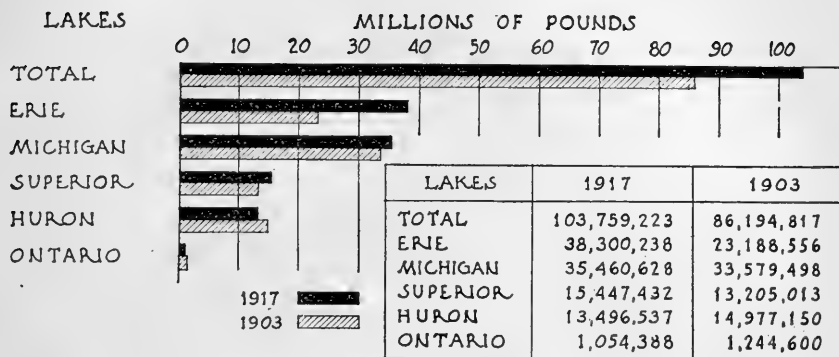 LAKES MILLIONS OF POUNDS
0 10 20 30 40 50 60 70 80 90 100
TOTAL
ERIE
MICHIGAN
SUPERIOR
HURON
ONTARIO
1917
1903
LAKES 1917 1903
TOTAL 103,759,223 86,194,817
ERIE 38,300,238 23,188,556
MICHIGAN 35,460,628 33,579,498
SUPERIOR 15,447,432 13,205,013
HURON 13,496,537 14,977,150
ONTARIO 1,054,388 1,244,600